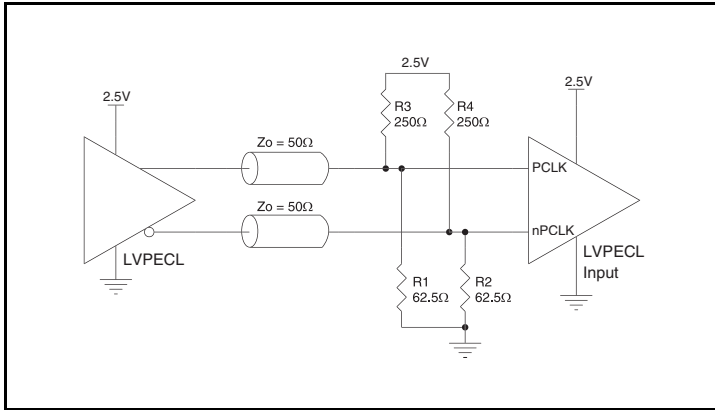 2.5V
2.5V
2.5V
R3
250Ω
R4
250Ω
Zo = 50Ω
PCLK
Zo = 50Ω
nPCLK
LVPECL
LVPECL
Input
R1
62.5Ω
R2
62.5Ω